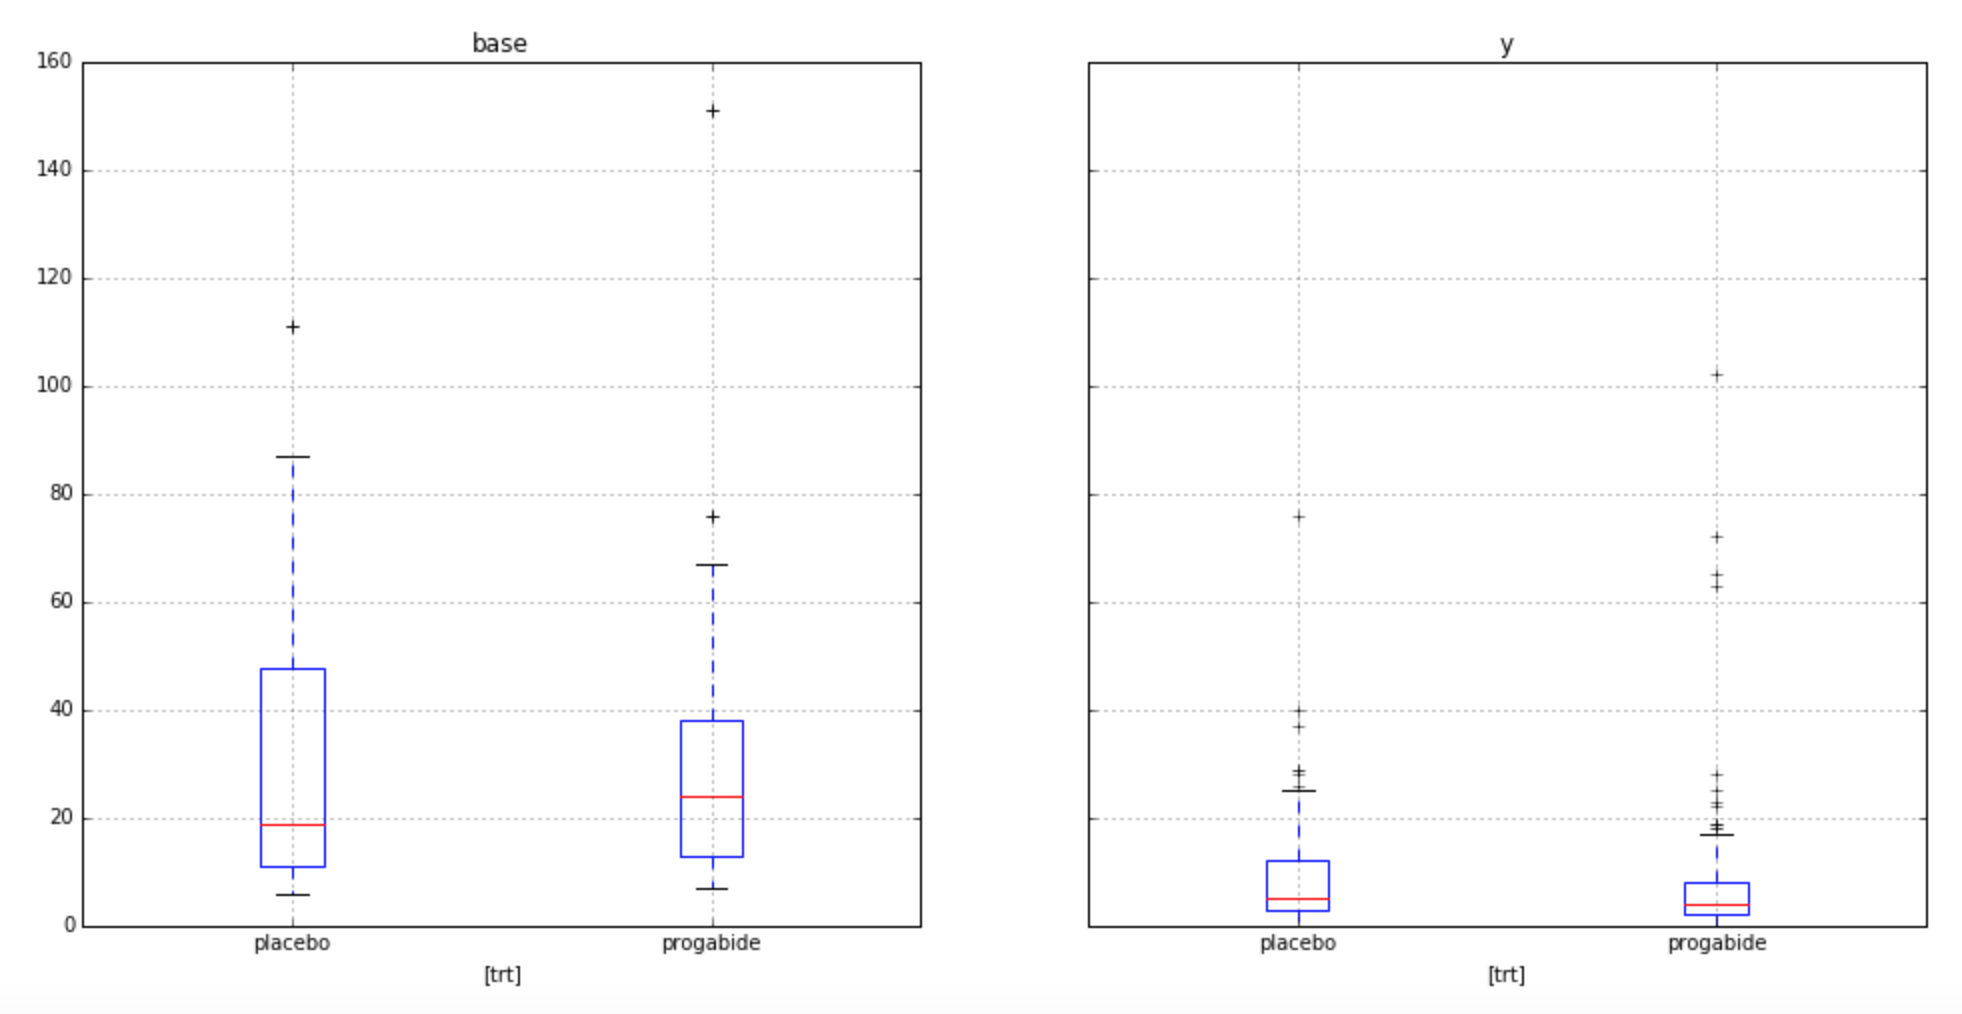 base
y
160
140
120
100
80
60
40
20
0
placebo
progabide
placebo
progabide
[trt]
[trt]